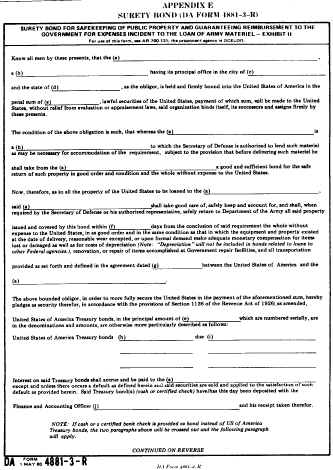 APPENDIX E
SURETY BOND (DA FORM 4881-3-R)
SURETY BOND FOR SAFEKEEPING OF PUBLIC PROPERTY AND GUARANTEEING REIMBURSEMENT TO THE
GOVERNMENT FOR EXPENSES INCIDENT TO THE LOAN OF ARMY MATERIEL – EXHIBIT II
For use of this form, see AR 700-131; the proponent agency is DCSLOG.
Know all men by these presents, that the (a)
a (b) having its principal office in the city of (c)
and the state of (d) , as the obligor, is held and firmly bound into the United States of America in the
penal sum of (e) , lawful securities of the United States, payment of which sum, will be made to the United
States, without relief from evaluation or appraisement laws, said organization binds itself, its successors and assigns firmly by
these presents.
The condition of the above obligation is such, that whereas the (a)
a (b) to which the Secretary of Defense is authorized to lend such materiel
as may be necessary for accommodation of the requirement, subject to the provision that before delivering such materiel he
shall take from the (a) a good and sufficient bond for the safe
return of such property in good order and condition and the whole without expense to the United States.
Now, therefore, as to all the property of the United States to be loaned to the (a)
said (a) shall take good care of, safely keep and account for, and shall, when
required by the Secretary of Defense or his authorized representative, safely return to Department of the Army all said property
issued and covered by this bond within (f) days from the conclusion of said requirement the whole without
expense to the United States, in as good order and in the same condition as that in which the equipment and property existed
at the date of delivery, reasonable wear excepted, or upon formal demand make adequate monetary compensation for items
lost or damaged as well as for costs of depreciation (Note: "Depreciation" will not be included in bonds related to loans to
other Federal agencies.), renovation, or repair of items accomplished at Government repair facilities, and all transportation
provided as set forth and defined in the agreement dated (g) between the United States of America and the
(a)
The above bounded obligor, in order to more fully secure the United States in the payment of the aforementioned sum, hereby
pledges as security therefor, in accordance with the provisions of Section 1126 of the Revenue Act of 1926; as amended,
United States of America Treasury bonds, in the principal amount of (e) which are numbered serially, are
in the denominations and amounts, are otherwise more particularly described as follows:
United States of America Treasury bonds (h) due (i)
Interest on said Treasury bonds shall accrue and be paid to the (a)
except and unless there occurs a default as defined herein and said securities are sold and applied to the satisfaction of such
default as provided herein. Said Treasury bond(s) (cash or certified check) have/has this day been deposited with the
Finance and Accounting Officer (j) and his receipt taken therefor.
NOTE: If cash or a certified bank check is provided as bond instead of US of America
Treasury bonds, the two paragraphs above will be crossed out and the following paragraph
will apply.
CONTINUED ON REVERSE
DA FORM 1 MAY 80 4881-3-R
DA Form 4881-3-R